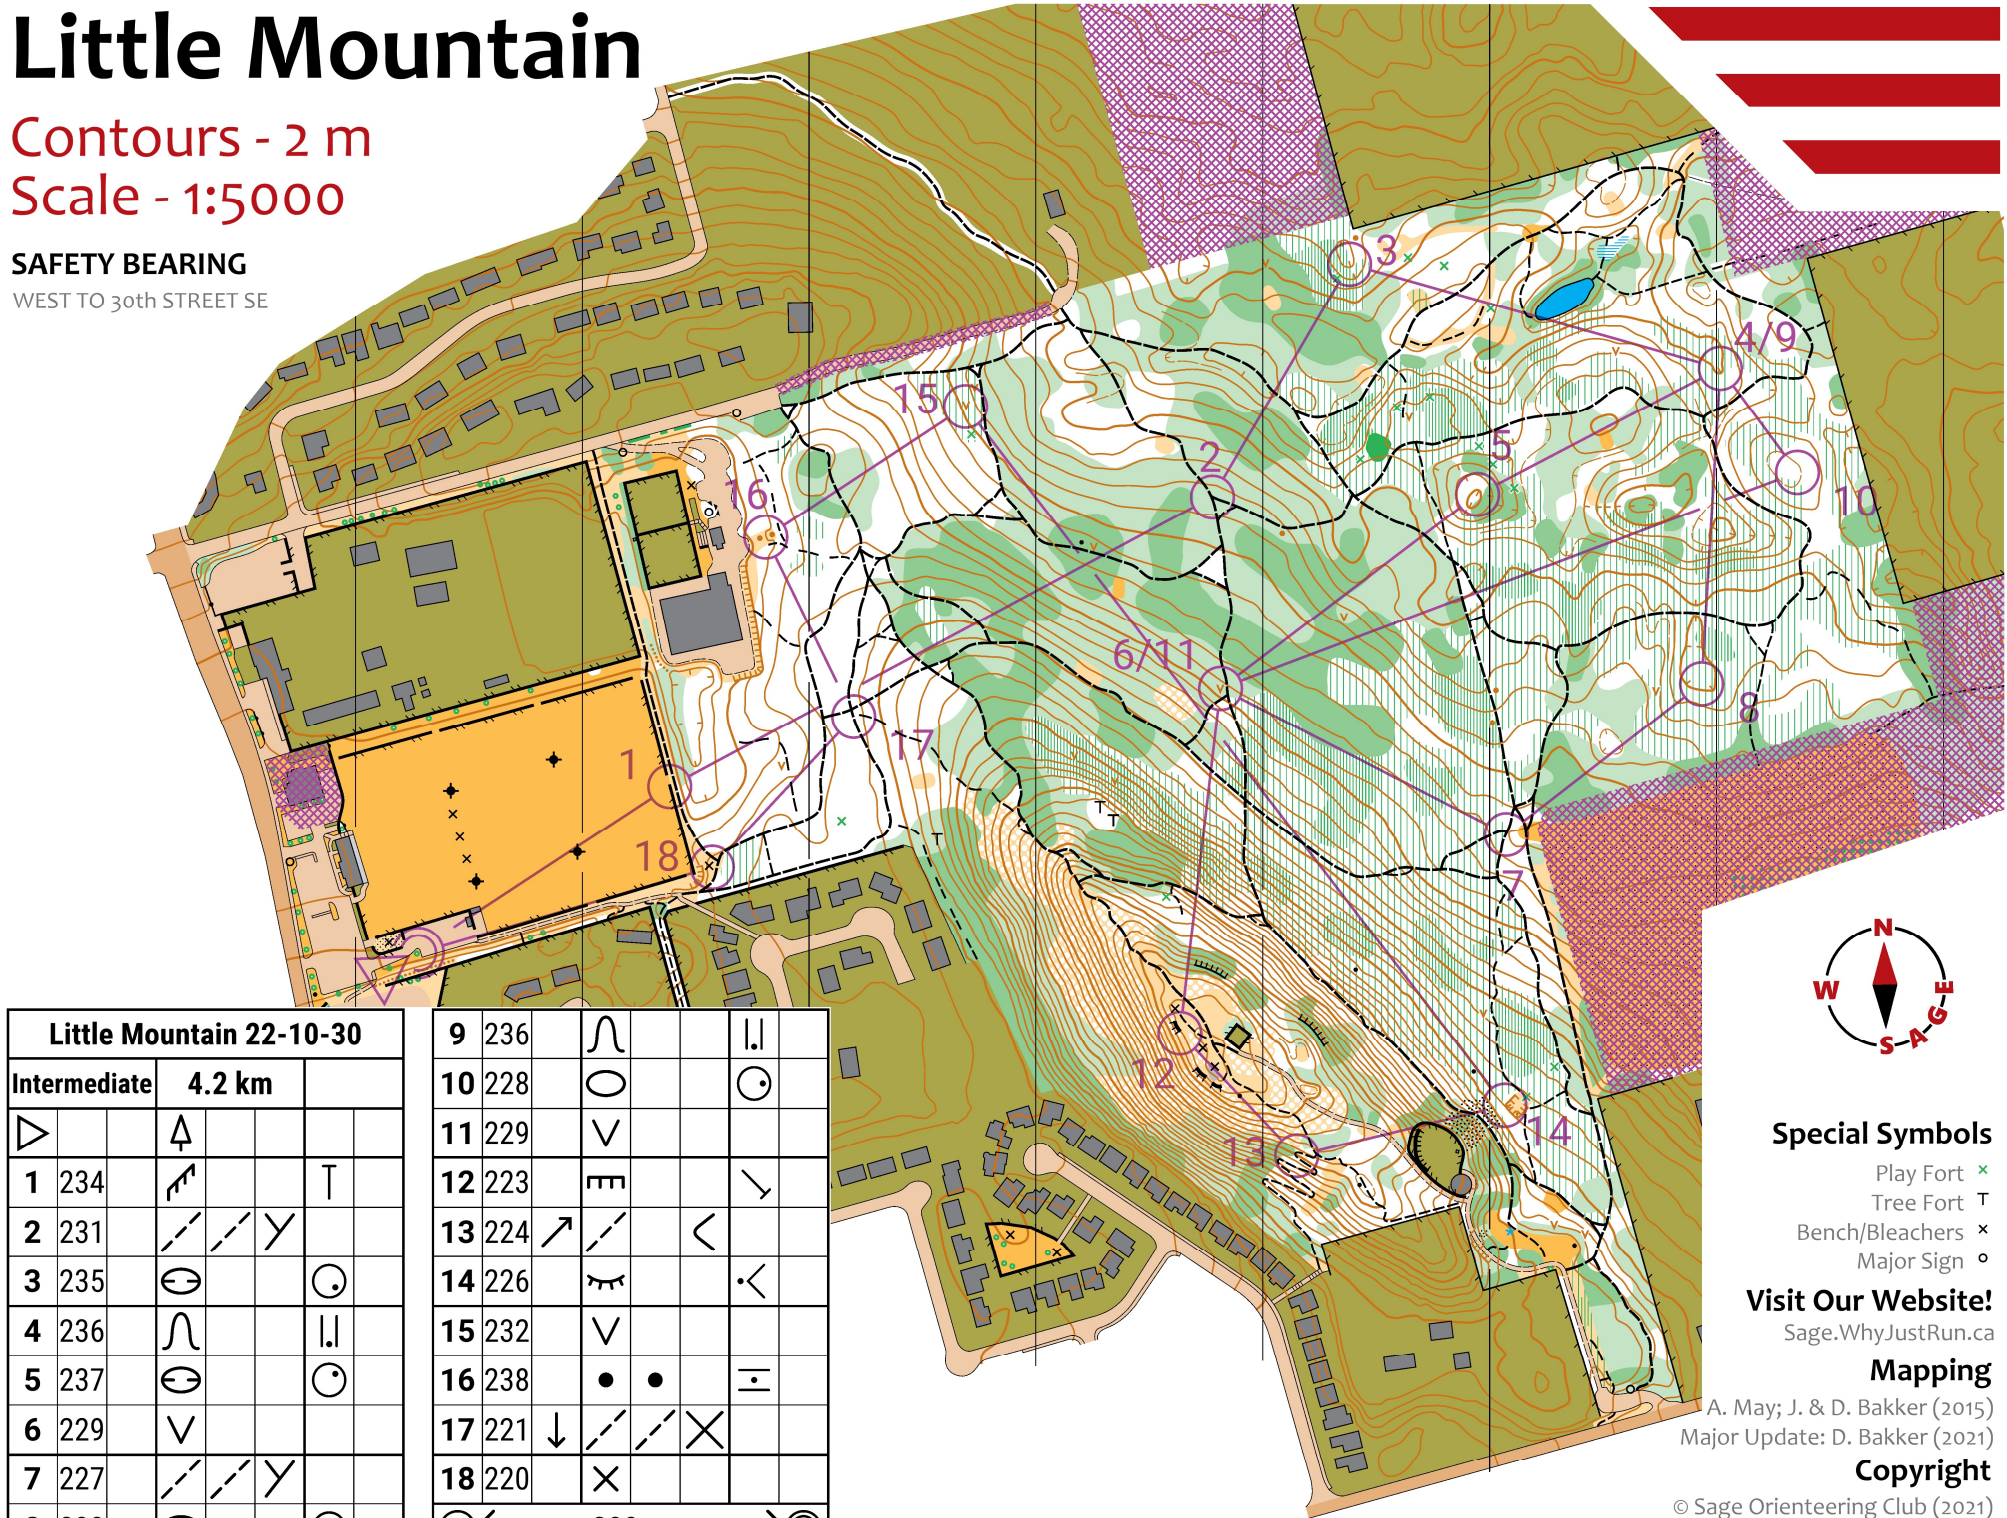 Little Mountain
Contours - 2 m
Scale - 1:5000
SAFETY BEARING
WEST TO 30th STREET SE
3
4/9
15
2
5
16
10
6/11
8
17
1
18
7
12
14
13
N
W
E
S A G E
Little Mountain 22-10-30
Intermediate 4.2 km
1 234
2 231
3 235
4 236
5 237
6 229
7 227
9 236
10 228
11 229
12 223
13 224
14 226
15 232
16 238
17 221
18 220
Special Symbols
Play Fort ×
Tree Fort T
Bench/Bleachers ×
Major Sign o
Visit Our Website!
Sage.WhyJustRun.ca
Mapping
A. May; J. & D. Bakker (2015)
Major Update: D. Bakker (2021)
Copyright
© Sage Orienteering Club (2021)